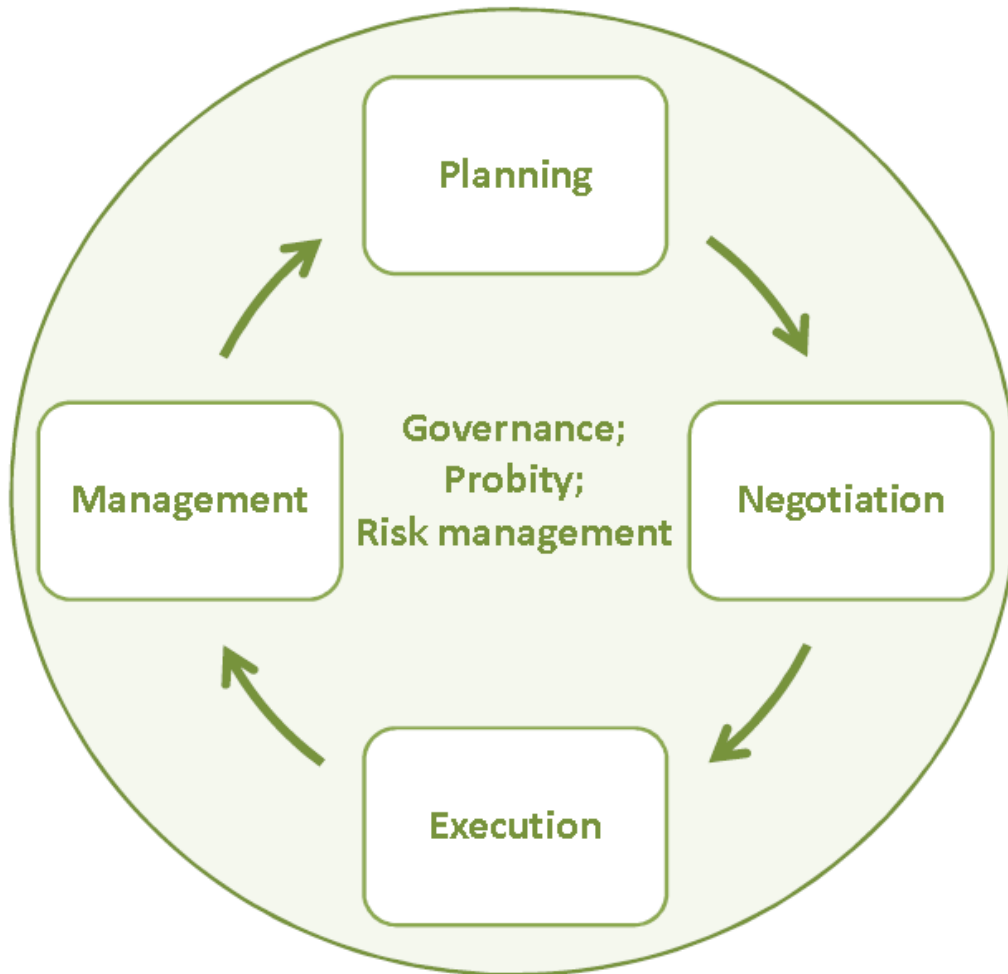 Planning
Governance;
Probity;
Risk management
Management
Negotiation
Execution